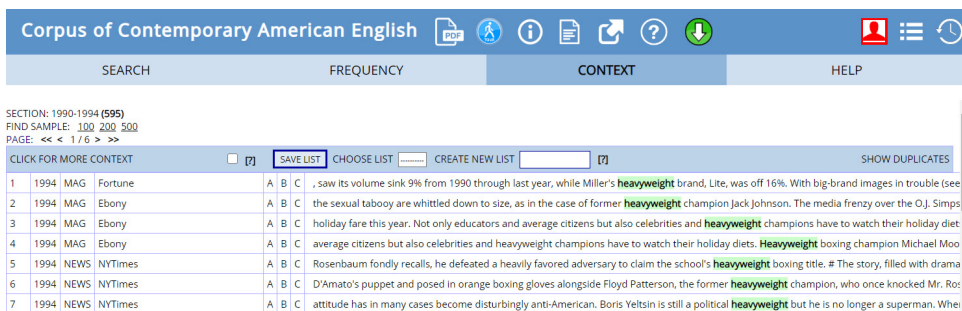 Corpus of Contemporary American English PDF
SEARCH FREQUENCY CONTEXT HELP
SECTION: 1990-1994 (595)
FIND SAMPLE: 100 200 500
PAGE: << < 1 / 6 > >>
CLICK FOR MORE CONTEXT [?] SAVE LIST CHOOSE LIST ---------- CREATE NEW LIST [?] SHOW DUPLICATES
1 1994 MAG Fortune A B C , saw its volume sink 9% from 1990 through last year, while Miller's heavyweight brand, Lite, was off 16%. With big-brand images in trouble (see
2 1994 MAG Ebony A B C the sexual tabooy are whittled down to size, as in the case of former heavyweight champion Jack Johnson. The media frenzy over the O.J. Simps
3 1994 MAG Ebony A B C holiday fare this year. Not only educators and average citizens but also celebrities and heavyweight champions have to watch their holiday diet
4 1994 MAG Ebony A B C average citizens but also celebrities and heavyweight champions have to watch their holiday diets. Heavyweight boxing champion Michael Moo
5 1994 NEWS NYTimes A B C Rosenbaum fondly recalls, he defeated a heavily favored adversary to claim the school's heavyweight boxing title. # The story, filled with drama
6 1994 NEWS NYTimes A B C D'Amato's puppet and posed in orange boxing gloves alongside Floyd Patterson, the former heavyweight champion, who once knocked Mr. Ros
7 1994 NEWS NYTimes A B C attitude has in many cases become disturbingly anti-American. Boris Yeltsin is still a political heavyweight but he is no longer a superman. Whe